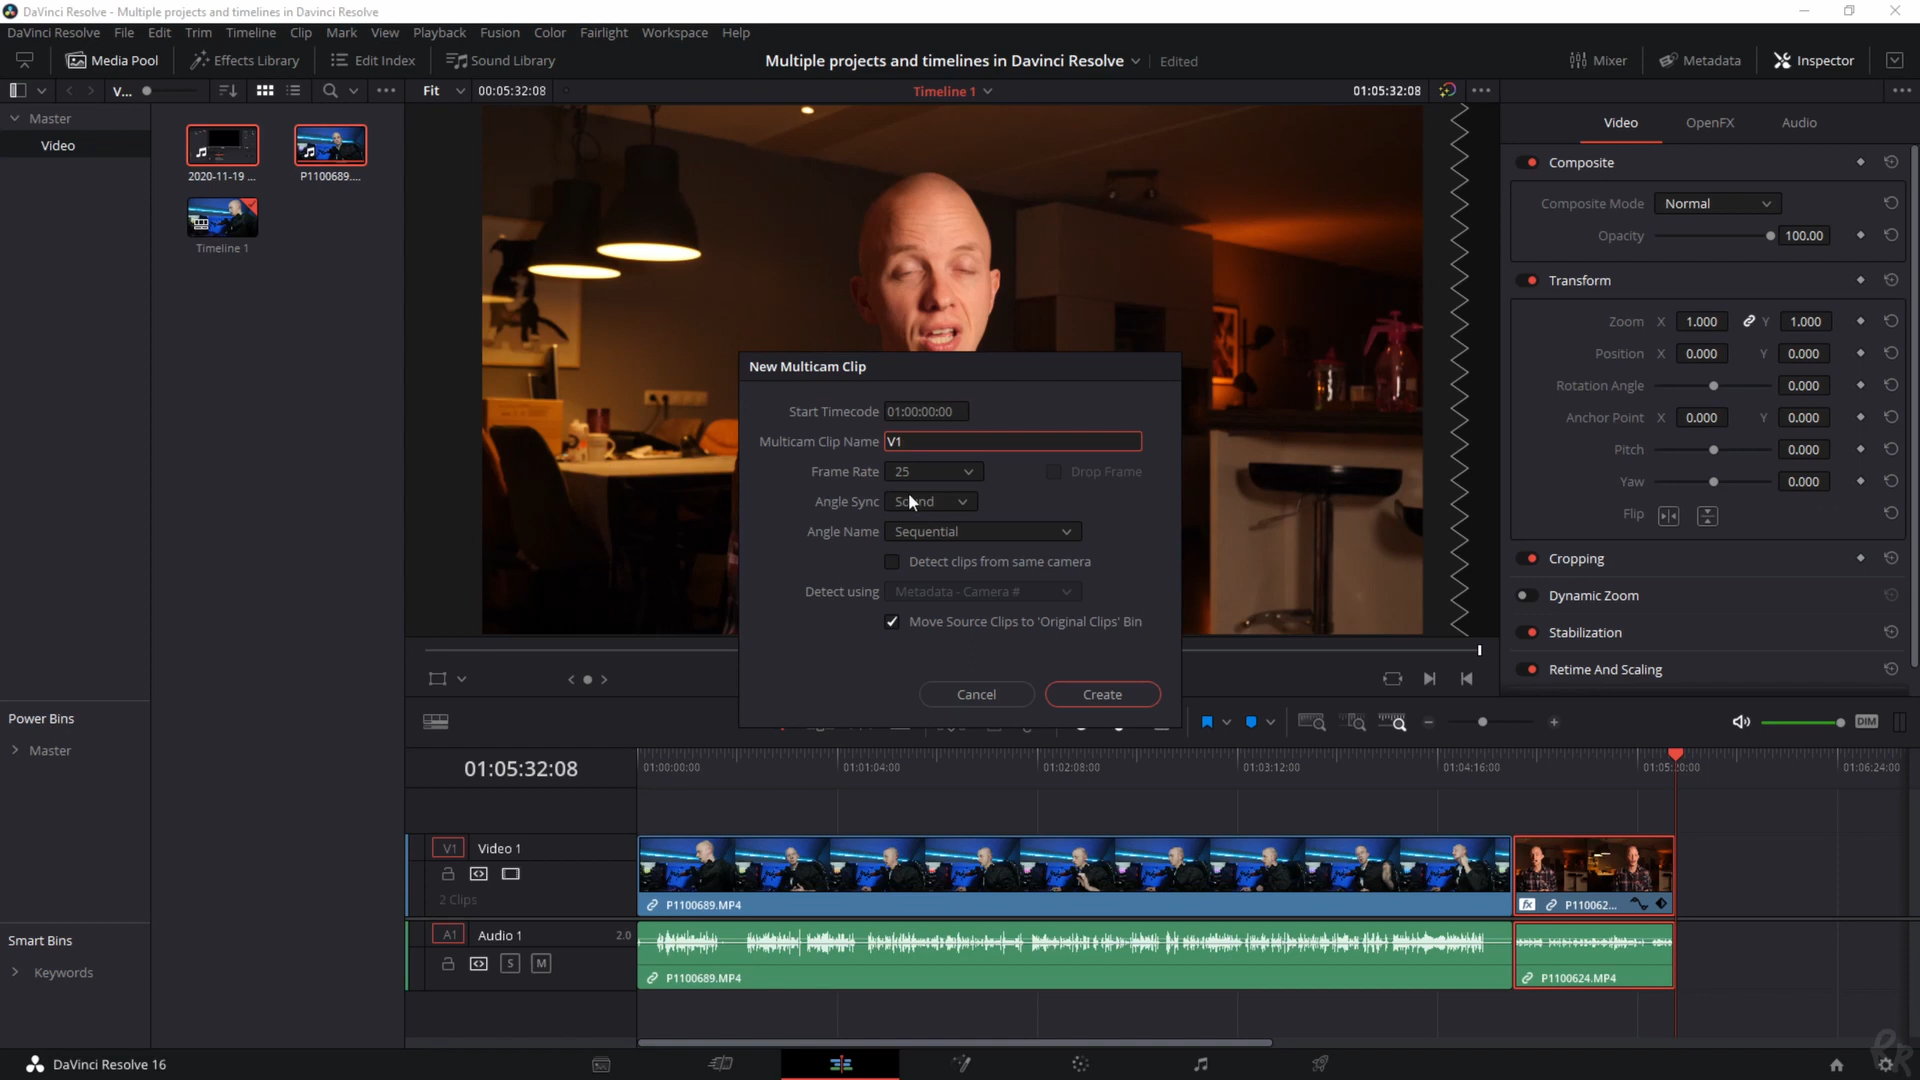 DaVinci Resolve - Multiple projects and timelines in DaVinci Resolve
DaVinci Resolve File Edit Trim Timeline Clip Mark View Playback Fusion Color Fairlight Workspace Help
Media Pool Effects Library Edit Index Sound Library Multiple projects and timelines in Davinci Resolve Edited Mixer Metadata Inspector
V... Fit 00:05:32:08 Timeline 1 01:05:32:08
Master
Video
2020-11-19 ...
P1100689....
Timeline 1
Video OpenFX Audio
Composite
Composite Mode Normal
Opacity 100.00
Transform
Zoom X 1.000 Y 1.000
Position X 0.000 Y 0.000
Rotation Angle 0.000
Anchor Point X 0.000 Y 0.000
Pitch 0.000
Yaw 0.000
Flip
Cropping
Dynamic Zoom
Stabilization
Retime And Scaling
New Multicam Clip
Start Timecode 01:00:00:00
Multicam Clip Name V1
Frame Rate 25 Drop Frame
Angle Sync Sound
Angle Name Sequential
Detect clips from same camera
Detect using Metadata - Camera #
Move Source Clips to 'Original Clips' Bin
Cancel Create
Power Bins
Master
Smart Bins
Keywords
DIM
01:05:32:08 01:00:00:00 01:01:04:00 01:02:08:00 01:03:12:00 01:04:16:00 01:05:20:00 01:06:24:00
V1 Video 1
2 Clips
P1100689.MP4
fx P110062...
A1 Audio 1 2.0
S M
P1100689.MP4
P1100624.MP4
DaVinci Resolve 16